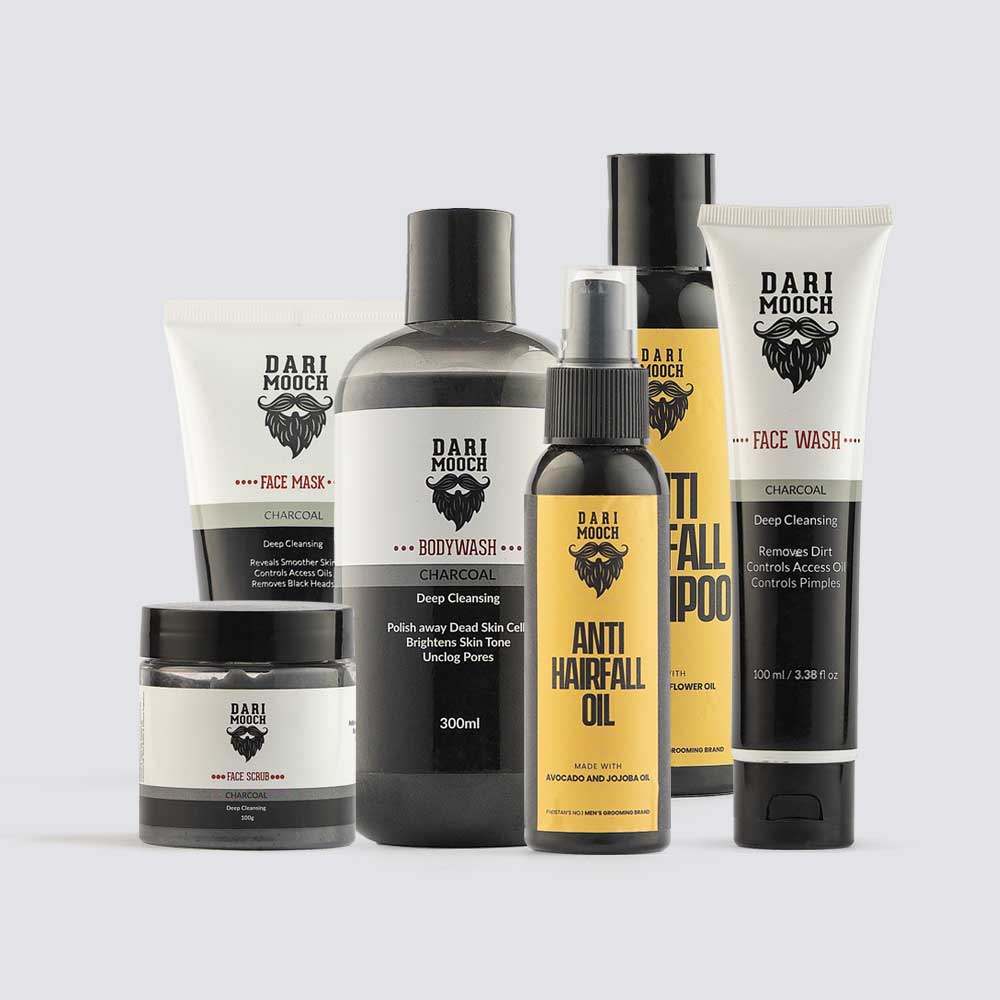 DARI
MOOCH
FACE MASK
CHARCOAL
Deep Cleansing
Reveals Smoother Skin
Controls Access Oils
Removes Black Heads
DARI
MOOCH
FACE SCRUB
CHARCOAL
Deep Cleansing
100g
DARI
MOOCH
BODYWASH
CHARCOAL
Deep Cleansing
Polish away Dead Skin Cell
Brightens Skin Tone
Unclog Pores
300ml
DARI
MOOCH
ANTI
HAIRFALL
OIL
MADE WITH
AVOCADO AND JOJOBA OIL
PAKISTAN'S NO.1 MEN'S GROOMING BRAND
DARI
MOOCH
FLOWER OIL
GROOMING BRAND
DARI
MOOCH
FACE WASH
CHARCOAL
Deep Cleansing
Removes Dirt
Controls Access Oil
Controls Pimples
100 ml / 3.38 fl oz